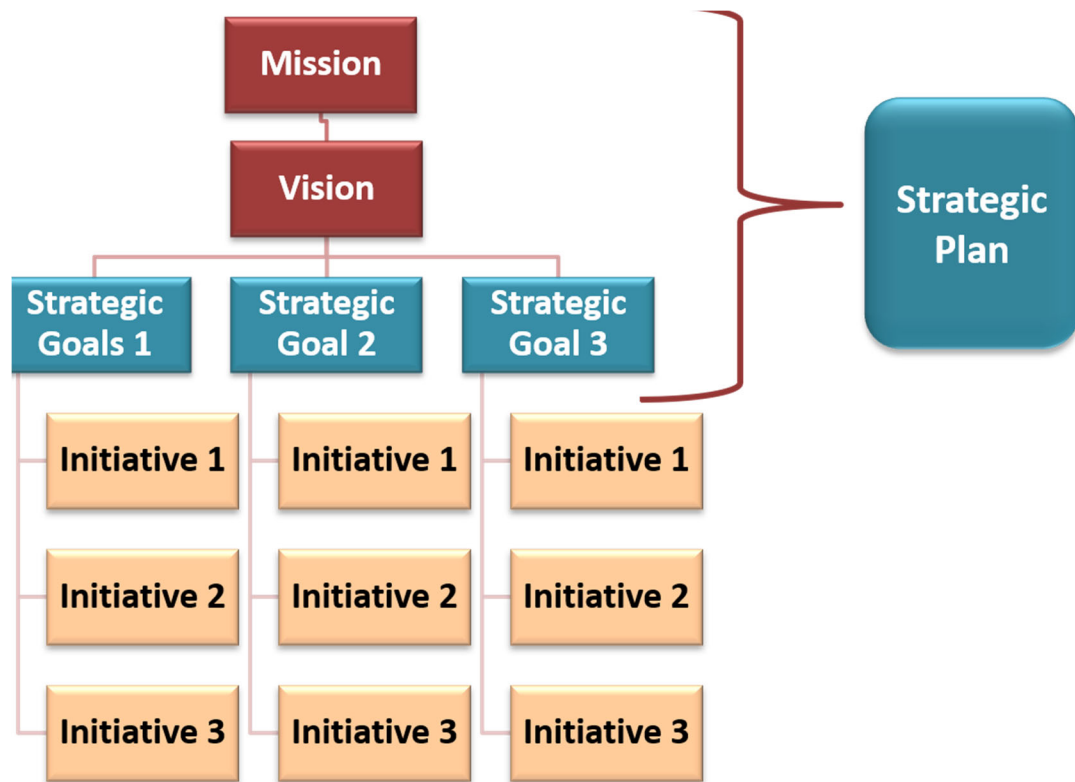 Mission
Vision
Strategic
Goals 1
Strategic
Goal 2
Strategic
Goal 3
Initiative 1
Initiative 1
Initiative 1
Initiative 2
Initiative 2
Initiative 2
Initiative 3
Initiative 3
Initiative 3
Strategic
Plan